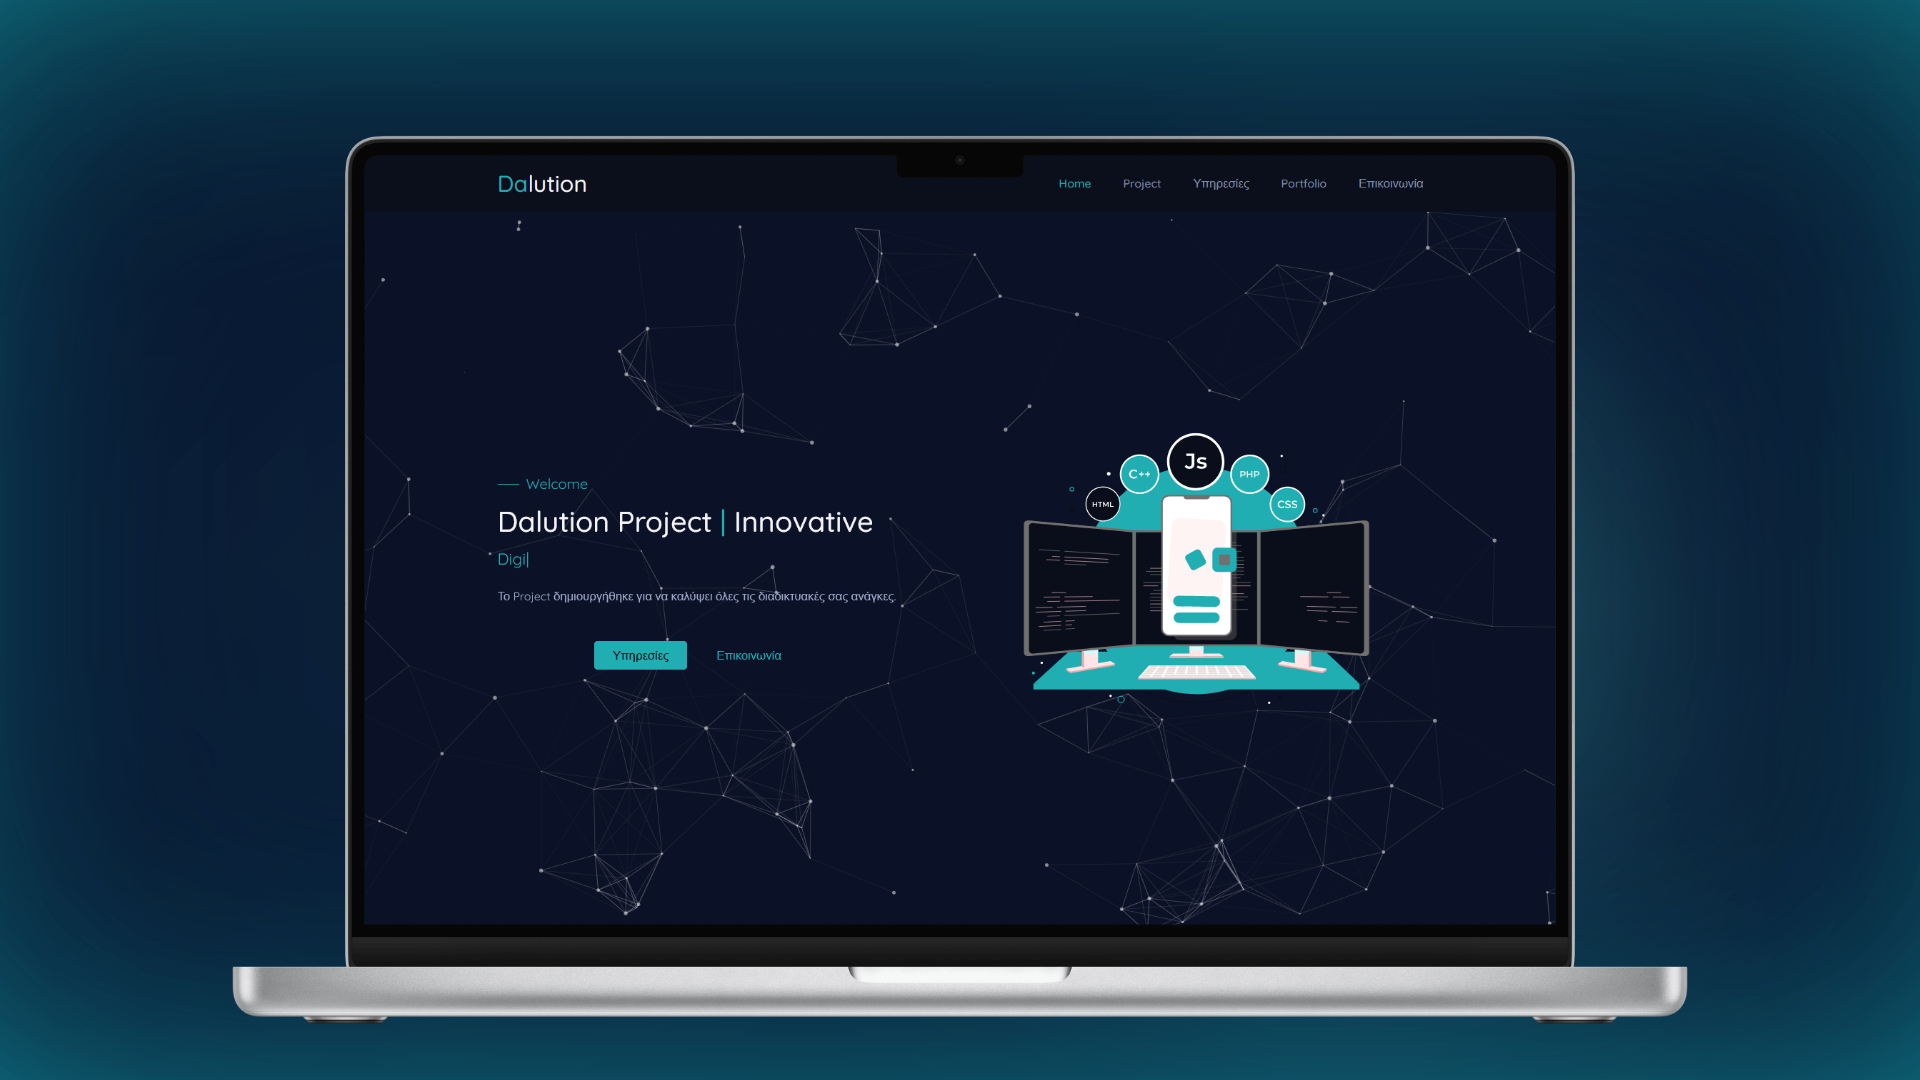 Dalution
Home Project Υπηρεσίες Portfolio Επικοινωνία
Welcome
Dalution Project | Innovative
Digi|
Το Project δημιουργήθηκε για να καλύψει όλες τις διαδικτυακές σας ανάγκες.
Υπηρεσίες Επικοινωνία
Js
C++ PHP
HTML CSS